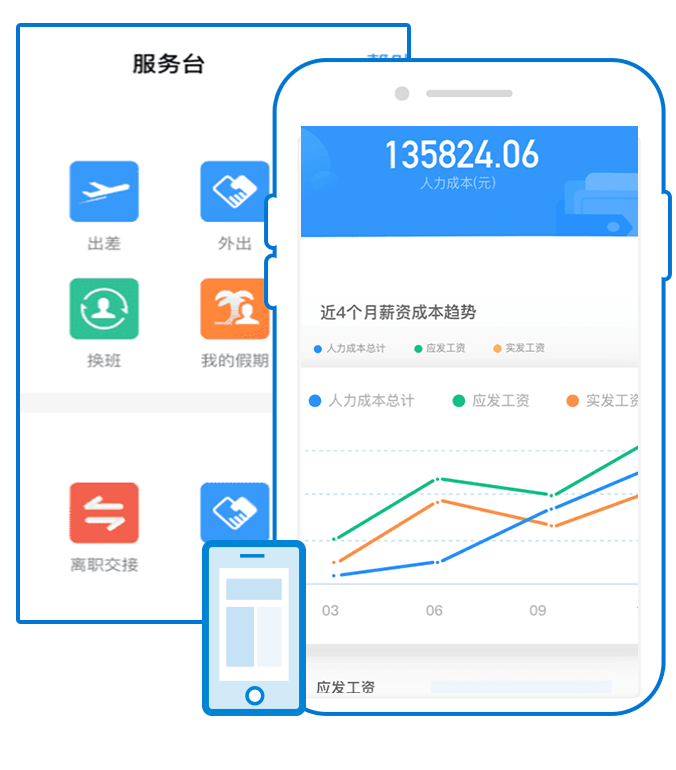 服务台
出差
外出
换班
我的假期
离职交接
135824.06
人力成本(元)
近4个月薪资成本趋势
人力成本总计 应发工资 实发工资
人力成本总计 应发工资 实发工资
03 06 09
应发工资